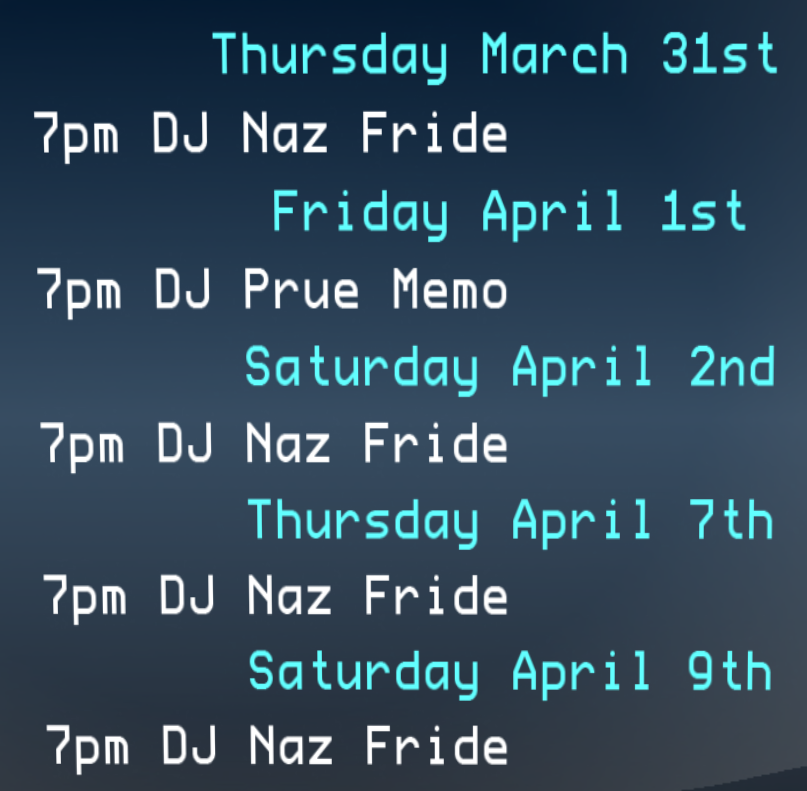 Thursday March 31st
7pm DJ Naz Fride
Friday April 1st
7pm DJ Prue Memo
Saturday April 2nd
7pm DJ Naz Fride
Thursday April 7th
7pm DJ Naz Fride
Saturday April 9th
7pm DJ Naz Fride